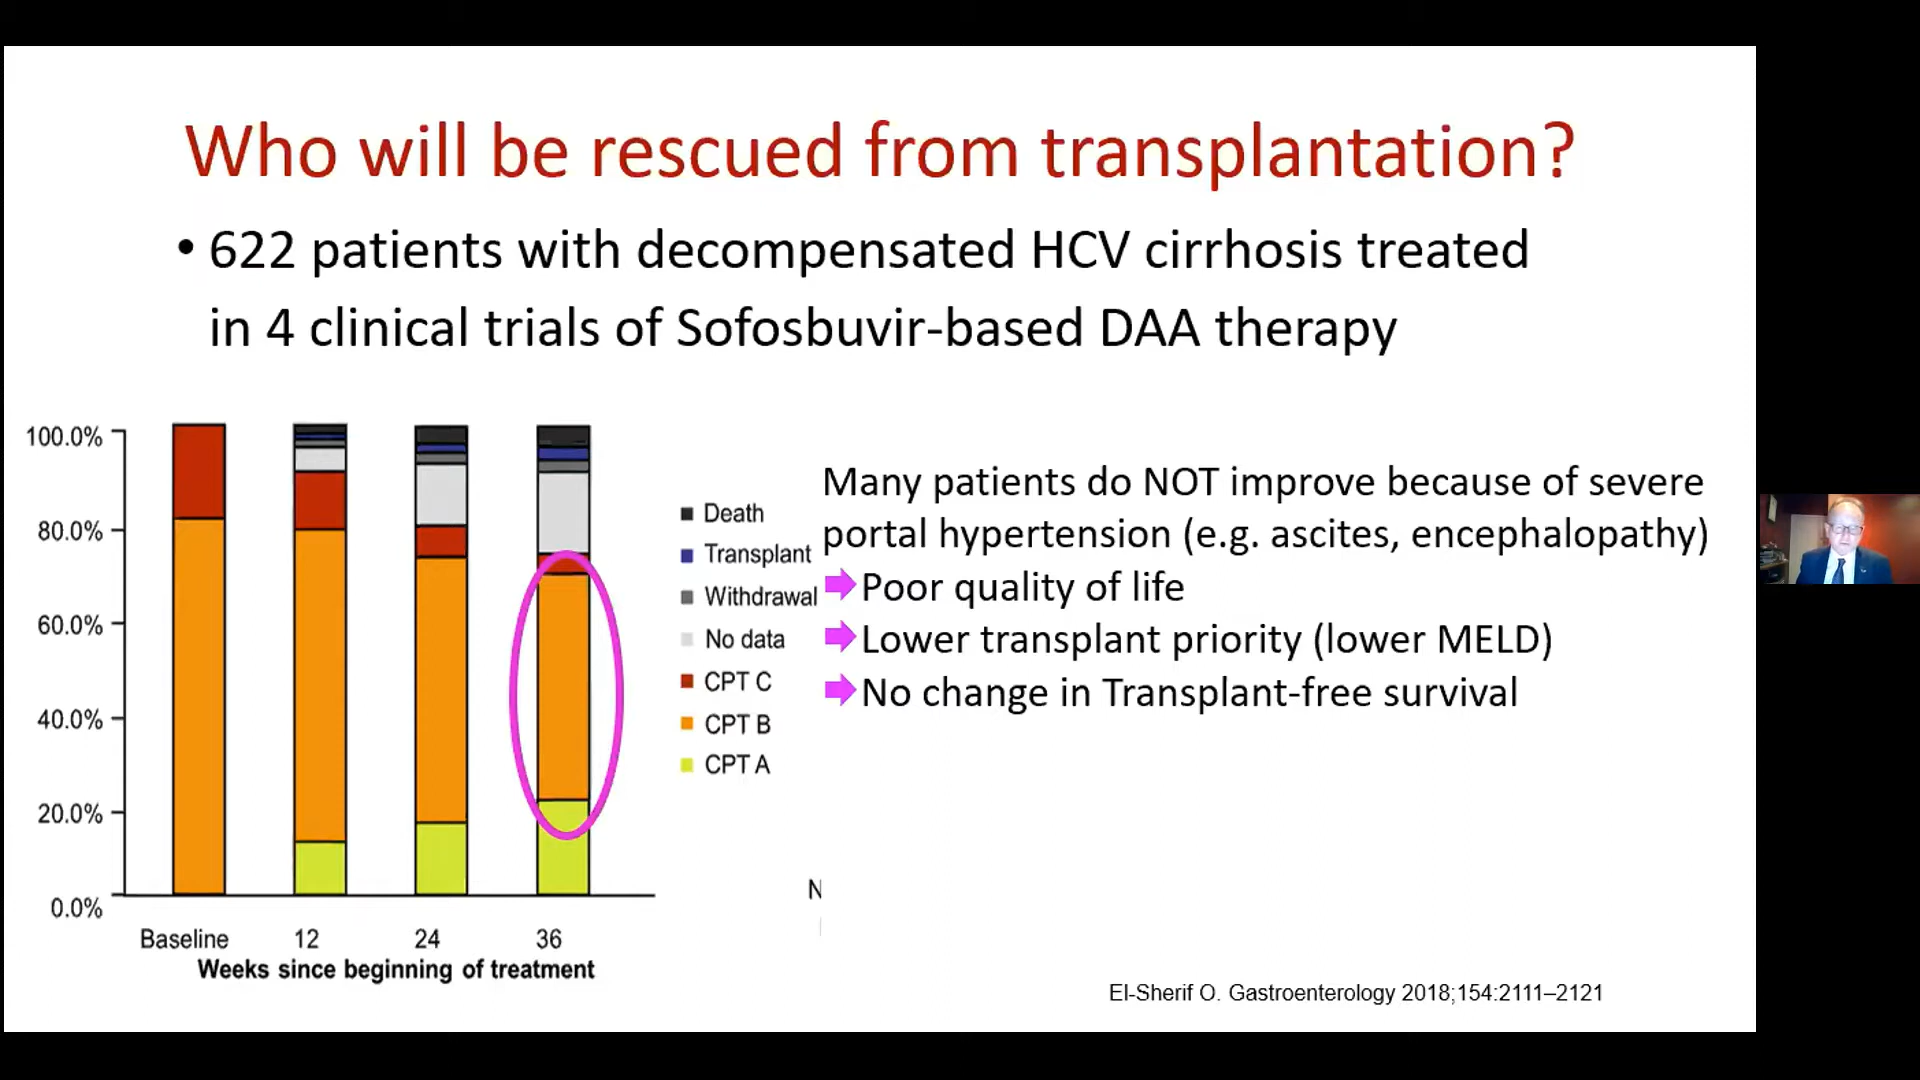 Who will be rescued from transplantation?
• 622 patients with decompensated HCV cirrhosis treated
in 4 clinical trials of Sofosbuvir-based DAA therapy
100.0%
80.0%
60.0%
40.0%
20.0%
0.0%
Baseline 12 24 36
Weeks since beginning of treatment
Death
Transplant
Withdrawal
No data
CPT C
CPT B
CPT A
Many patients do NOT improve because of severe
portal hypertension (e.g. ascites, encephalopathy)
Poor quality of life
Lower transplant priority (lower MELD)
No change in Transplant-free survival
N
El-Sherif O. Gastroenterology 2018;154:2111–2121